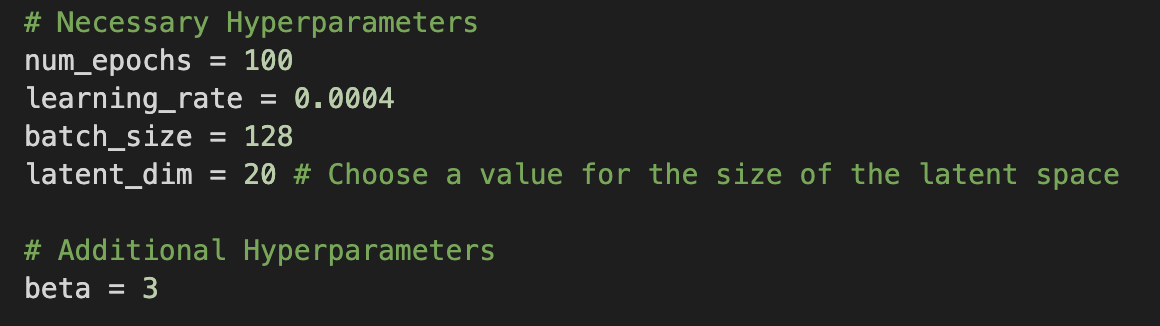 # Necessary Hyperparameters
num_epochs = 100
learning_rate = 0.0004
batch_size = 128
latent_dim = 20 # Choose a value for the size of the latent space
# Additional Hyperparameters
beta = 3